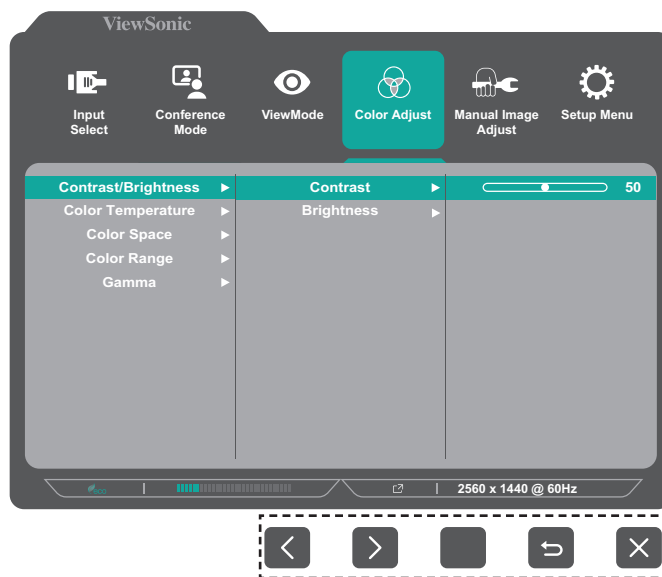 ViewSonic
Input
Select
Conference
Mode
ViewMode
Color Adjust
Manual Image
Adjust
Setup Menu
Contrast/Brightness
Contrast
50
Color Temperature
Brightness
Color Space
Color Range
Gamma
2560 x 1440 @ 60Hz